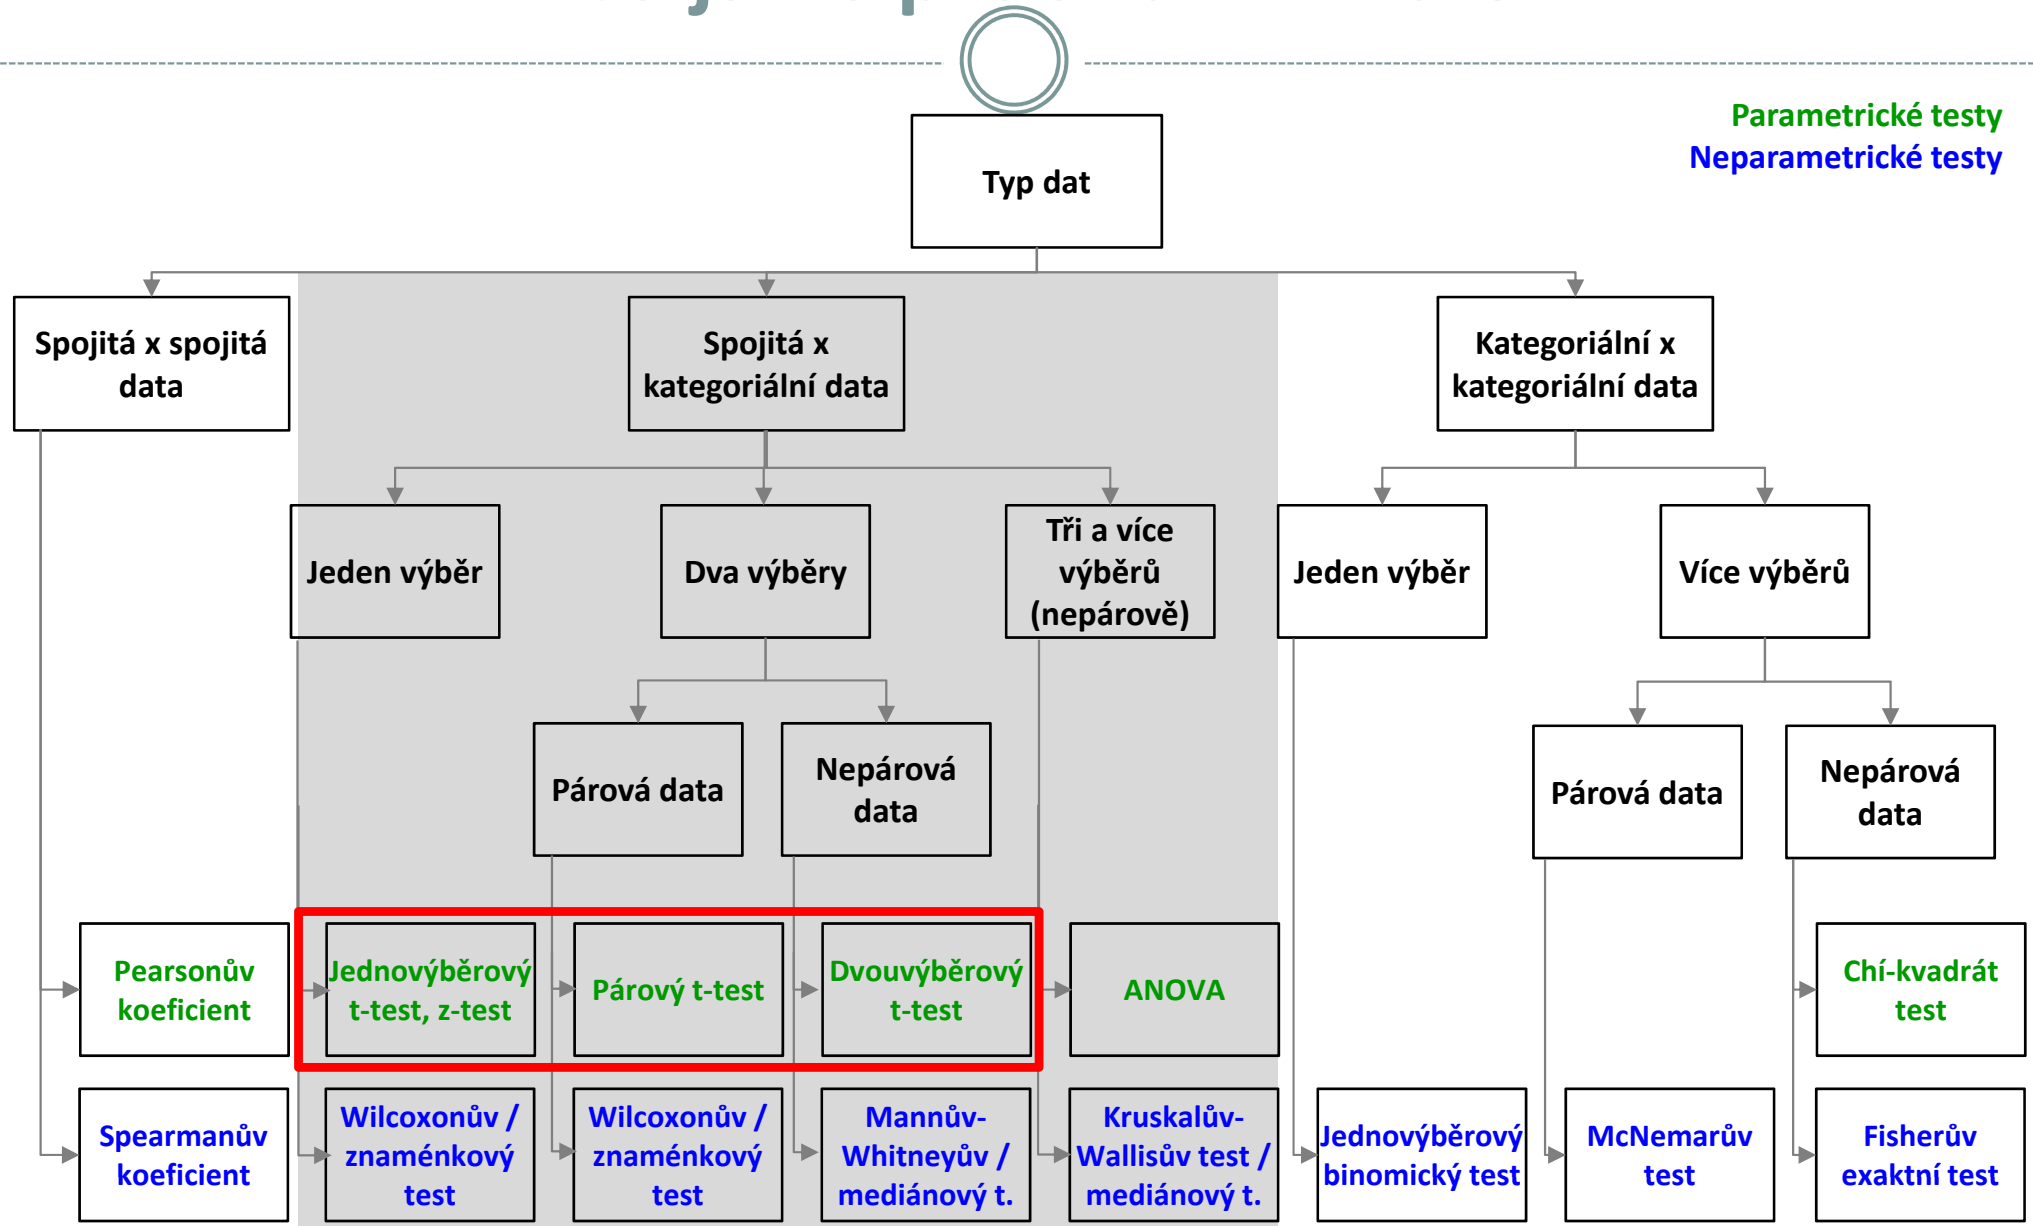 Parametrické testy
Neparametrické testy
Typ dat
Spojitá x spojitá
data
Spojitá x
kategoriální data
Kategoriální x
kategoriální data
Jeden výběr
Dva výběry
Tři a více
výběrů
(nepárově)
Jeden výběr
Více výběrů
Párová data
Nepárová
data
Párová data
Nepárová
data
Pearsonův
koeficient
Jednovýběrový
t-test, z-test
Párový t-test
Dvouvýběrový
t-test
ANOVA
Chí-kvadrát
test
Spearmanův
koeficient
Wilcoxonův /
znaménkový
test
Wilcoxonův /
znaménkový
test
Mannův-
Whitneyův /
mediánový t.
Kruskalův-
Wallisův test /
mediánový t.
Jednovýběrový
binomický test
McNemarův
test
Fisherův
exaktní test